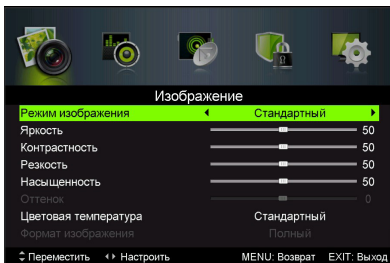 Изображение
Режим изображения Стандартный
Яркость 50
Контрастность 50
Резкость 50
Насыщенность 50
Оттенок 0
Цветовая температура Стандартный
Формат изображения Полный
Переместить Настроить MENU: Возврат EXIT: Выход